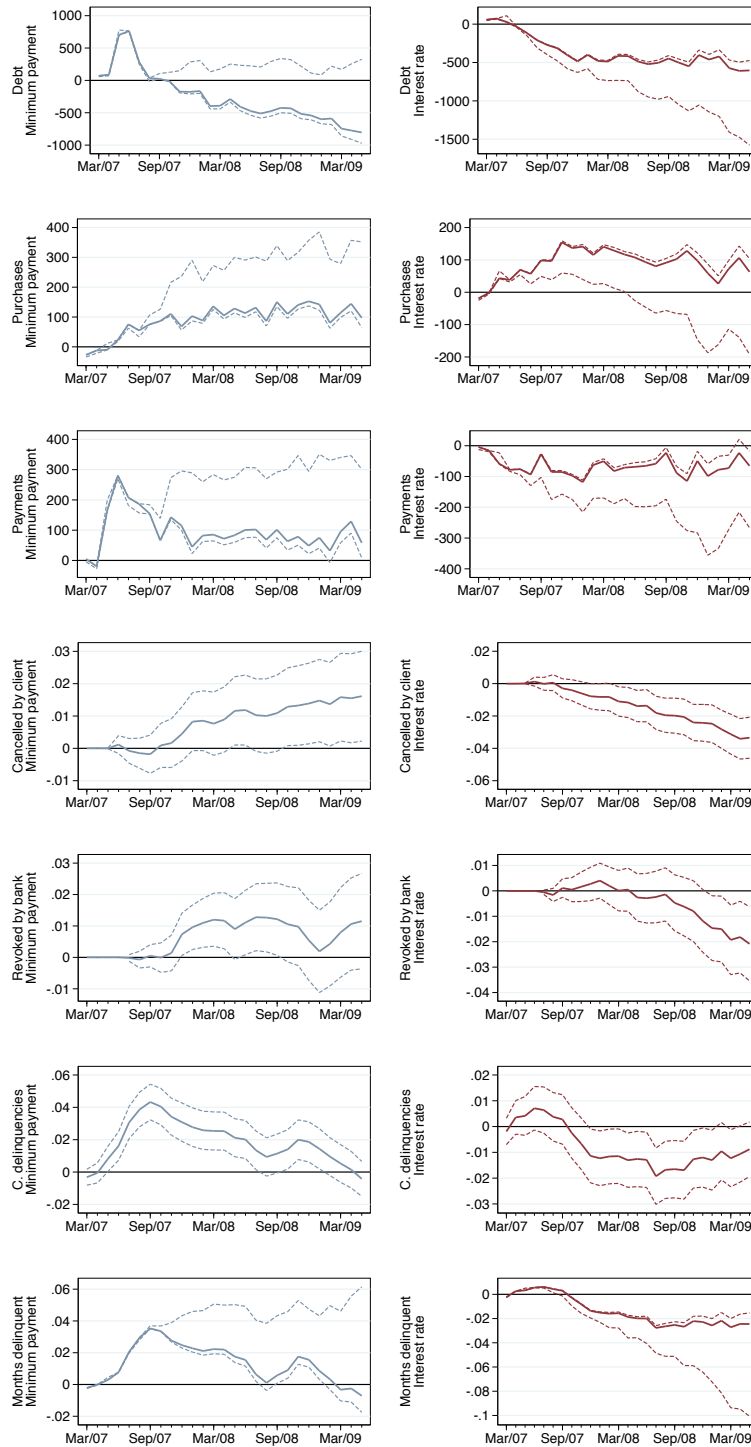 Debt
Minimum payment
1000
500
0
-500
-1000
Mar/07 Sep/07 Mar/08 Sep/08 Mar/09
Debt
Interest rate
0
-500
-1000
-1500
Mar/07 Sep/07 Mar/08 Sep/08 Mar/09
Purchases
Minimum payment
400
300
200
100
0
Mar/07 Sep/07 Mar/08 Sep/08 Mar/09
Purchases
Interest rate
200
100
0
-100
-200
Mar/07 Sep/07 Mar/08 Sep/08 Mar/09
Payments
Minimum payment
400
300
200
100
0
Mar/07 Sep/07 Mar/08 Sep/08 Mar/09
Payments
Interest rate
0
-100
-200
-300
-400
Mar/07 Sep/07 Mar/08 Sep/08 Mar/09
Cancelled by client
Minimum payment
.03
.02
.01
0
-.01
Mar/07 Sep/07 Mar/08 Sep/08 Mar/09
Cancelled by client
Interest rate
.02
0
-.02
-.04
-.06
Mar/07 Sep/07 Mar/08 Sep/08 Mar/09
Revoked by bank
Minimum payment
.03
.02
.01
0
-.01
Mar/07 Sep/07 Mar/08 Sep/08 Mar/09
Revoked by bank
Interest rate
.01
0
-.01
-.02
-.03
-.04
Mar/07 Sep/07 Mar/08 Sep/08 Mar/09
C. delinquencies
Minimum payment
.06
.04
.02
0
-.02
Mar/07 Sep/07 Mar/08 Sep/08 Mar/09
C. delinquencies
Interest rate
.02
.01
0
-.01
-.02
-.03
Mar/07 Sep/07 Mar/08 Sep/08 Mar/09
Months delinquent
Minimum payment
.06
.04
.02
0
-.02
Mar/07 Sep/07 Mar/08 Sep/08 Mar/09
Months delinquent
Interest rate
0
-.02
-.04
-.06
-.08
-.1
Mar/07 Sep/07 Mar/08 Sep/08 Mar/09